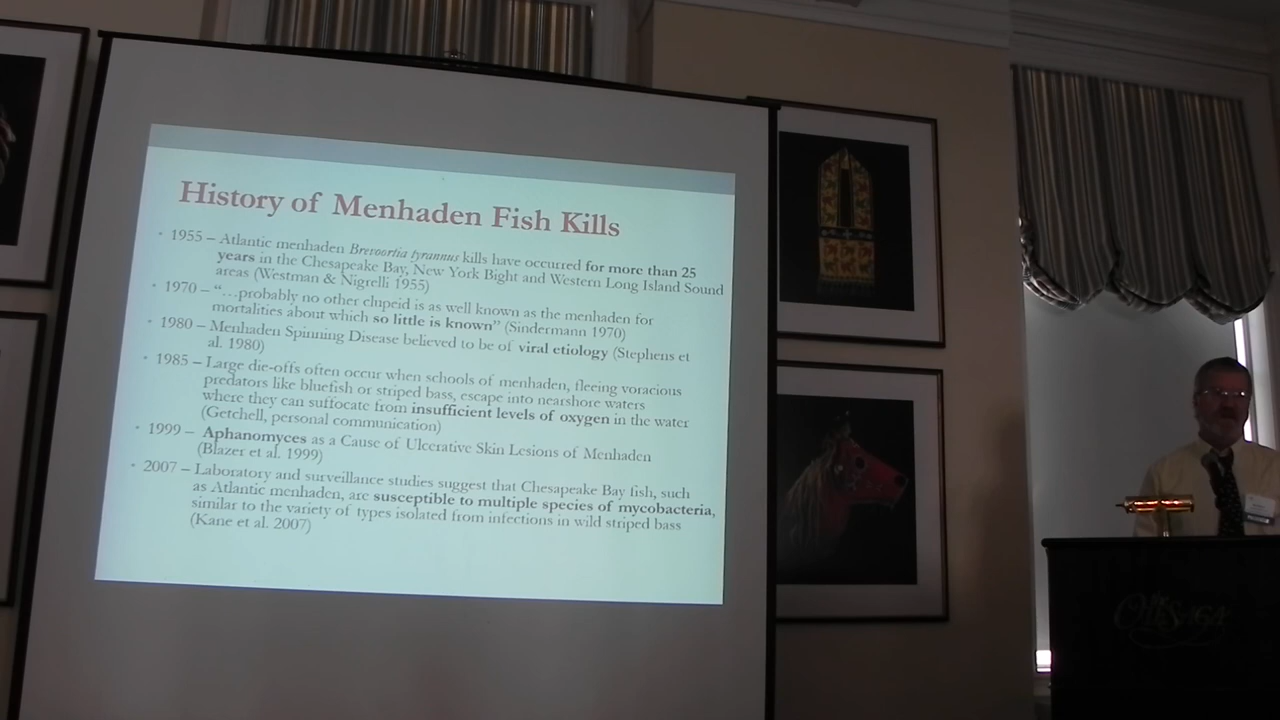 History of Menhaden Fish Kills
• 1955 – Atlantic menhaden Brevoortia tyrannus kills have occurred for more than 25
years in the Chesapeake Bay, New York Bight and Western Long Island Sound
areas (Westman & Nigrelli 1955)
• 1970 – “…probably no other clupeid is as well known as the menhaden for
mortalities about which so little is known” (Sindermann 1970)
• 1980 – Menhaden Spinning Disease believed to be of viral etiology (Stephens et
al. 1980)
• 1985 – Large die-offs often occur when schools of menhaden, fleeing voracious
predators like bluefish or striped bass, escape into nearshore waters
where they can suffocate from insufficient levels of oxygen in the water
(Getchell, personal communication)
• 1999 – Aphanomyces as a Cause of Ulcerative Skin Lesions of Menhaden
(Blazer et al. 1999)
• 2007 – Laboratory and surveillance studies suggest that Chesapeake Bay fish, such
as Atlantic menhaden, are susceptible to multiple species of mycobacteria,
similar to the variety of types isolated from infections in wild striped bass
(Kane et al. 2007)
OTESAGA